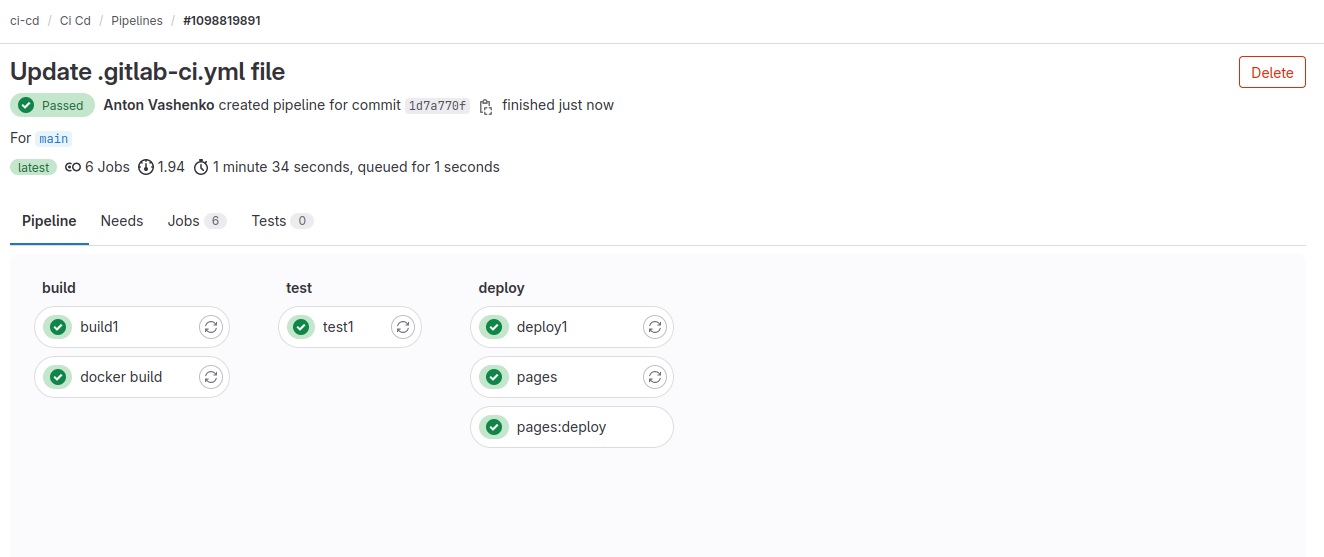 ci-cd / Ci Cd / Pipelines / #1098819891
Update .gitlab-ci.yml file
Delete
Passed Anton Vashenko created pipeline for commit 1d7a770f finished just now
For main
latest 6 Jobs 1.94 1 minute 34 seconds, queued for 1 seconds
Pipeline Needs Jobs 6 Tests 0
build test deploy
build1 test1 deploy1
docker build pages
pages:deploy